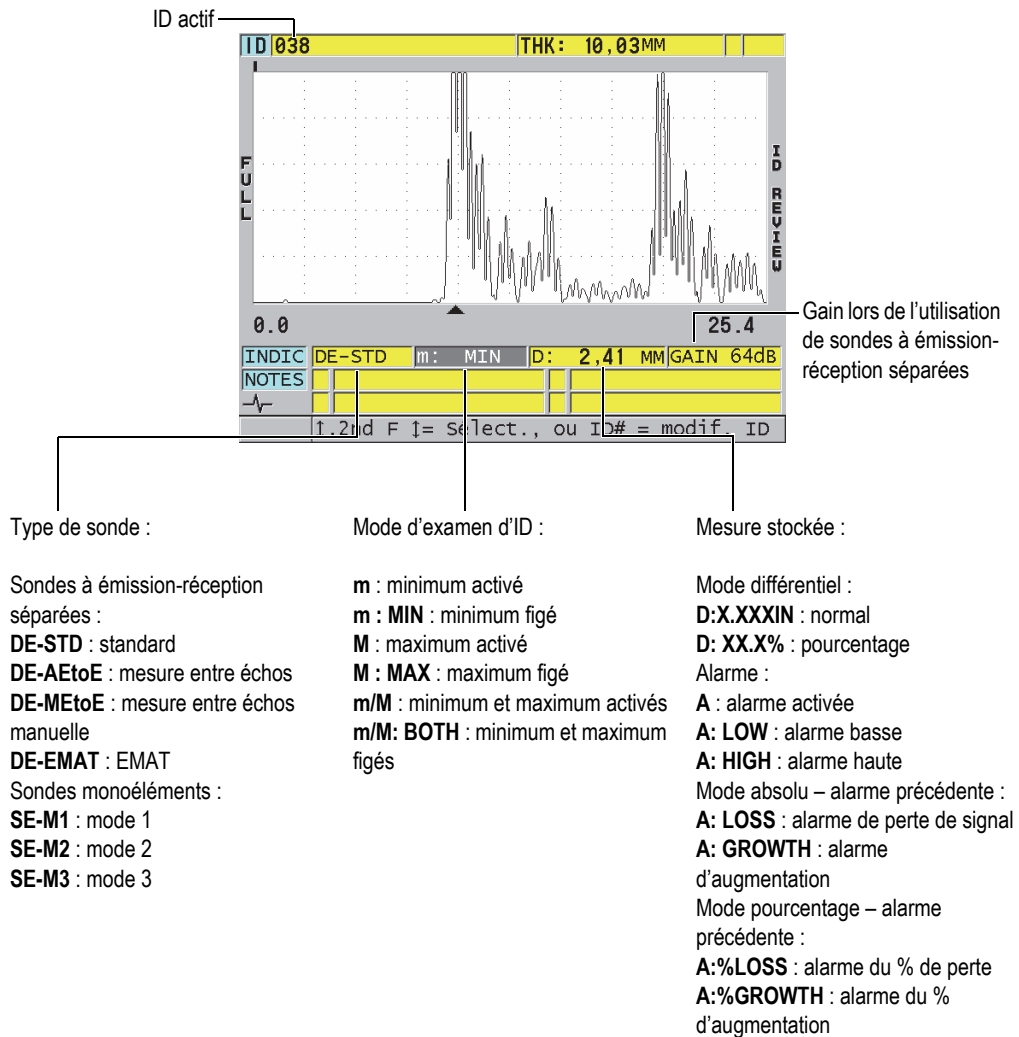 ID actif
ID 038 THK: 10,03MM
FULL
ID REVIEW
0.0 25.4
Gain lors de l'utilisation
de sondes à émission-
réception séparées
INDIC DE-STD m: MIN D: 2,41 MM GAIN 64dB
NOTES
↑.2nd F ↕= Sélect., ou ID# = modif. ID
Type de sonde :
Sondes à émission-réception
séparées :
DE-STD : standard
DE-AEtoE : mesure entre échos
DE-MEtoE : mesure entre échos
manuelle
DE-EMAT : EMAT
Sondes monoéléments :
SE-M1 : mode 1
SE-M2 : mode 2
SE-M3 : mode 3
Mode d'examen d'ID :
m : minimum activé
m : MIN : minimum figé
M : maximum activé
M : MAX : maximum figé
m/M : minimum et maximum activés
m/M: BOTH : minimum et maximum
figés
Mesure stockée :
Mode différentiel :
D:X.XXXIN : normal
D: XX.X% : pourcentage
Alarme :
A : alarme activée
A: LOW : alarme basse
A: HIGH : alarme haute
Mode absolu – alarme précédente :
A: LOSS : alarme de perte de signal
A: GROWTH : alarme
d'augmentation
Mode pourcentage – alarme
précédente :
A:%LOSS : alarme du % de perte
A:%GROWTH : alarme du %
d'augmentation